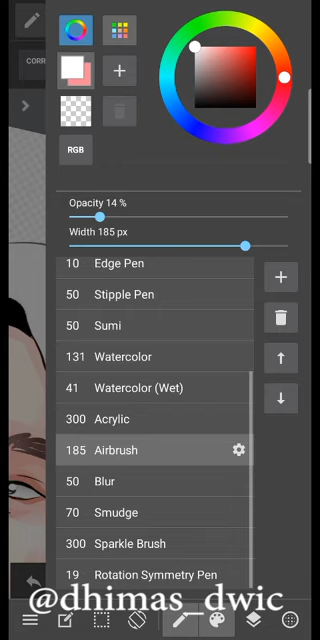 CORR
RGB
Opacity 14 %
Width 185 px
10 Edge Pen
50 Stipple Pen
50 Sumi
131 Watercolor
41 Watercolor (Wet)
300 Acrylic
185 Airbrush
50 Blur
70 Smudge
300 Sparkle Brush
19 Rotation Symmetry Pen
@dhimas_dwic